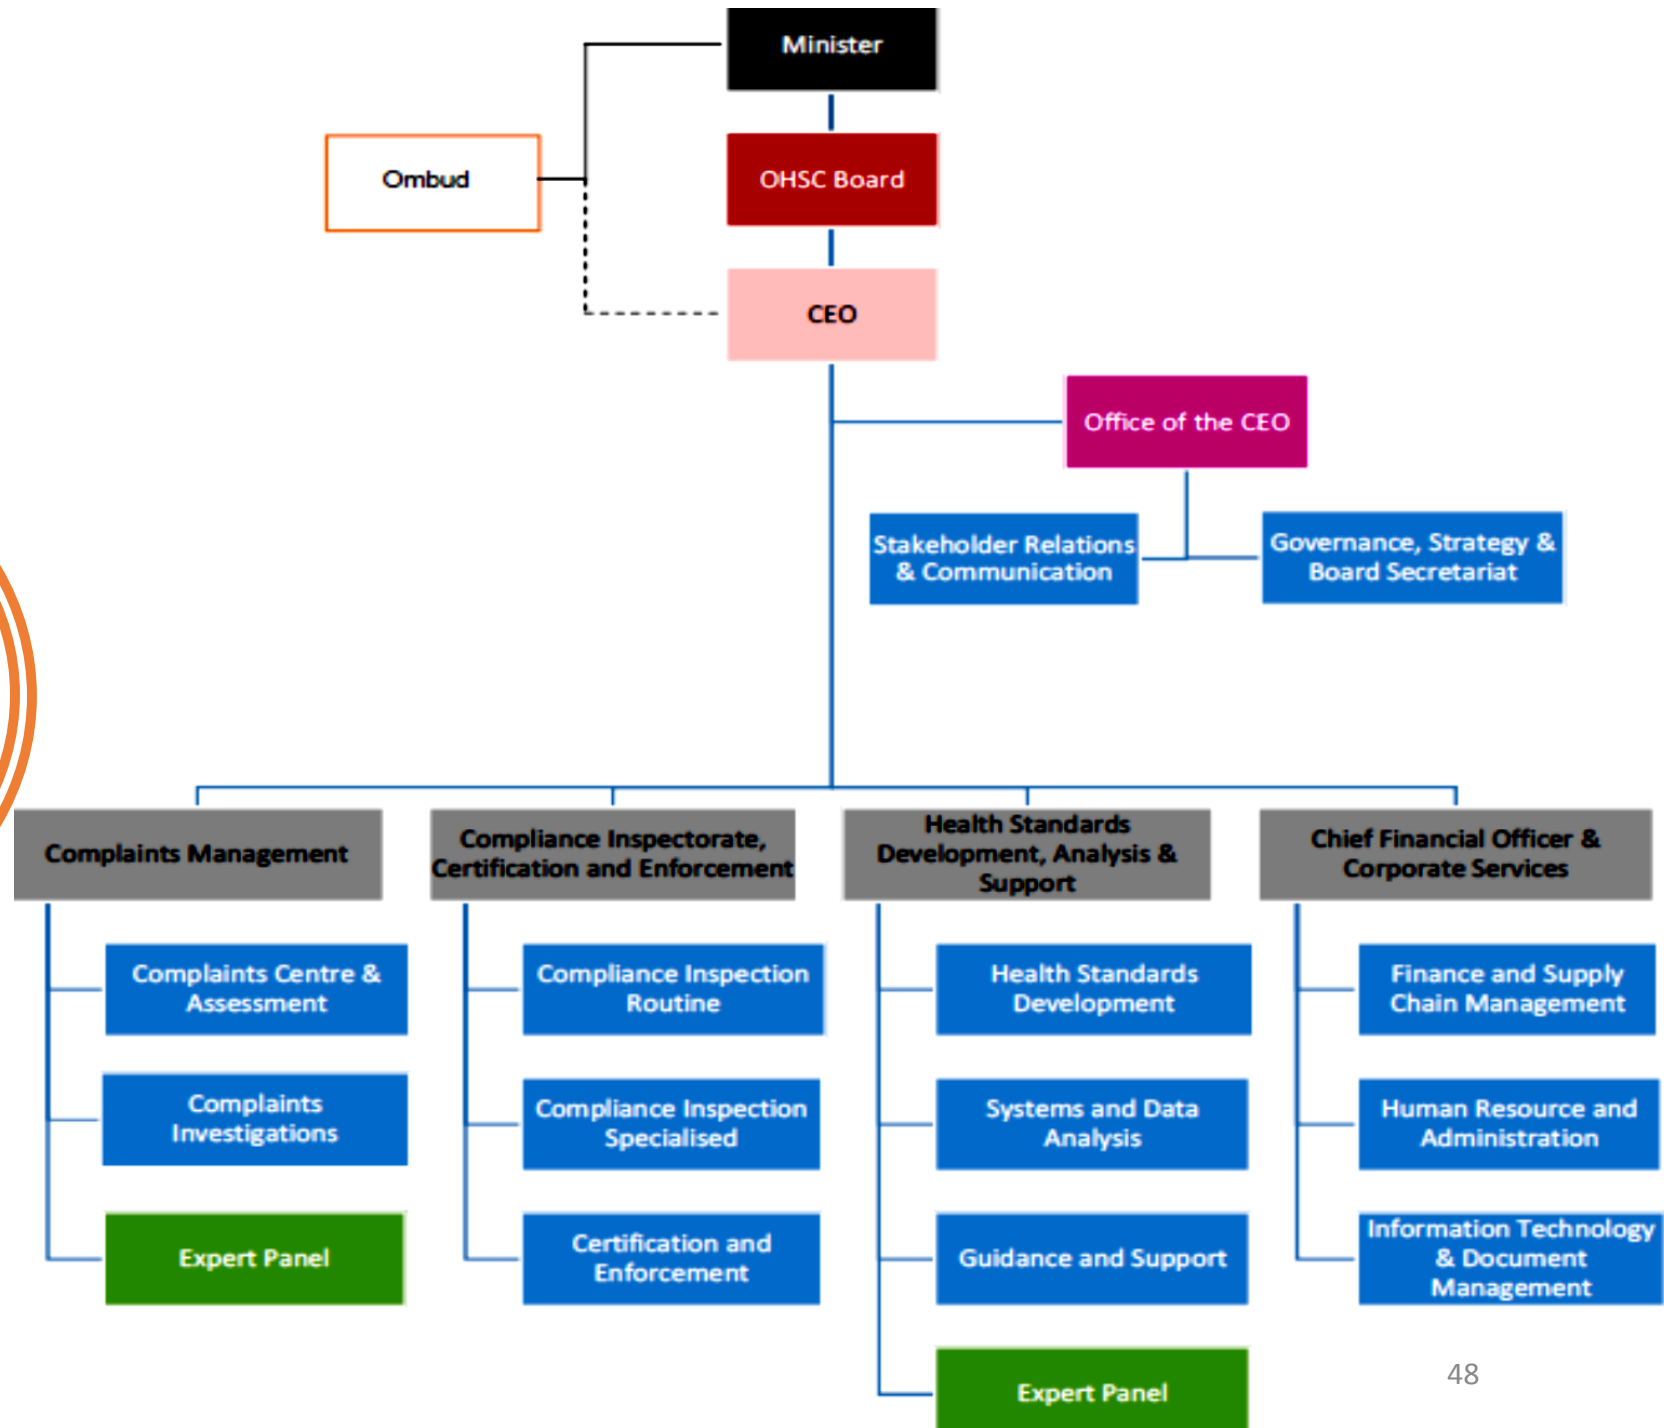 Minister
Ombud
OHSC Board
CEO
Office of the CEO
Stakeholder Relations
& Communication
Governance, Strategy &
Board Secretariat
Complaints Management
Compliance Inspectorate,
Certification and Enforcement
Health Standards
Development, Analysis &
Support
Chief Financial Officer &
Corporate Services
Complaints Centre &
Assessment
Compliance Inspection
Routine
Health Standards
Development
Finance and Supply
Chain Management
Complaints
Investigations
Compliance Inspection
Specialised
Systems and Data
Analysis
Human Resource and
Administration
Expert Panel
Certification and
Enforcement
Guidance and Support
Information Technology
& Document
Management
Expert Panel
48